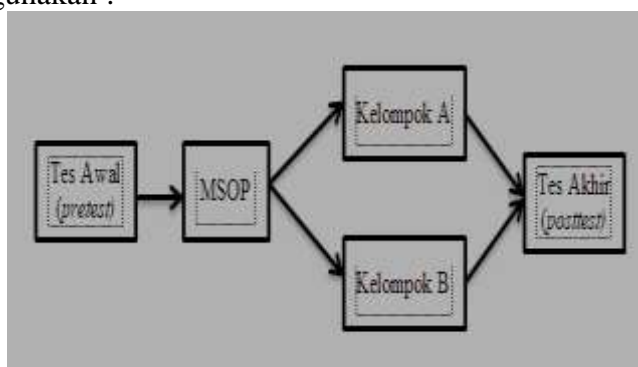 gunakan :
Kelompok A
Tes Awal
(pretest)
MSOP
Tes Akhir
(posttest)
Kelompok B